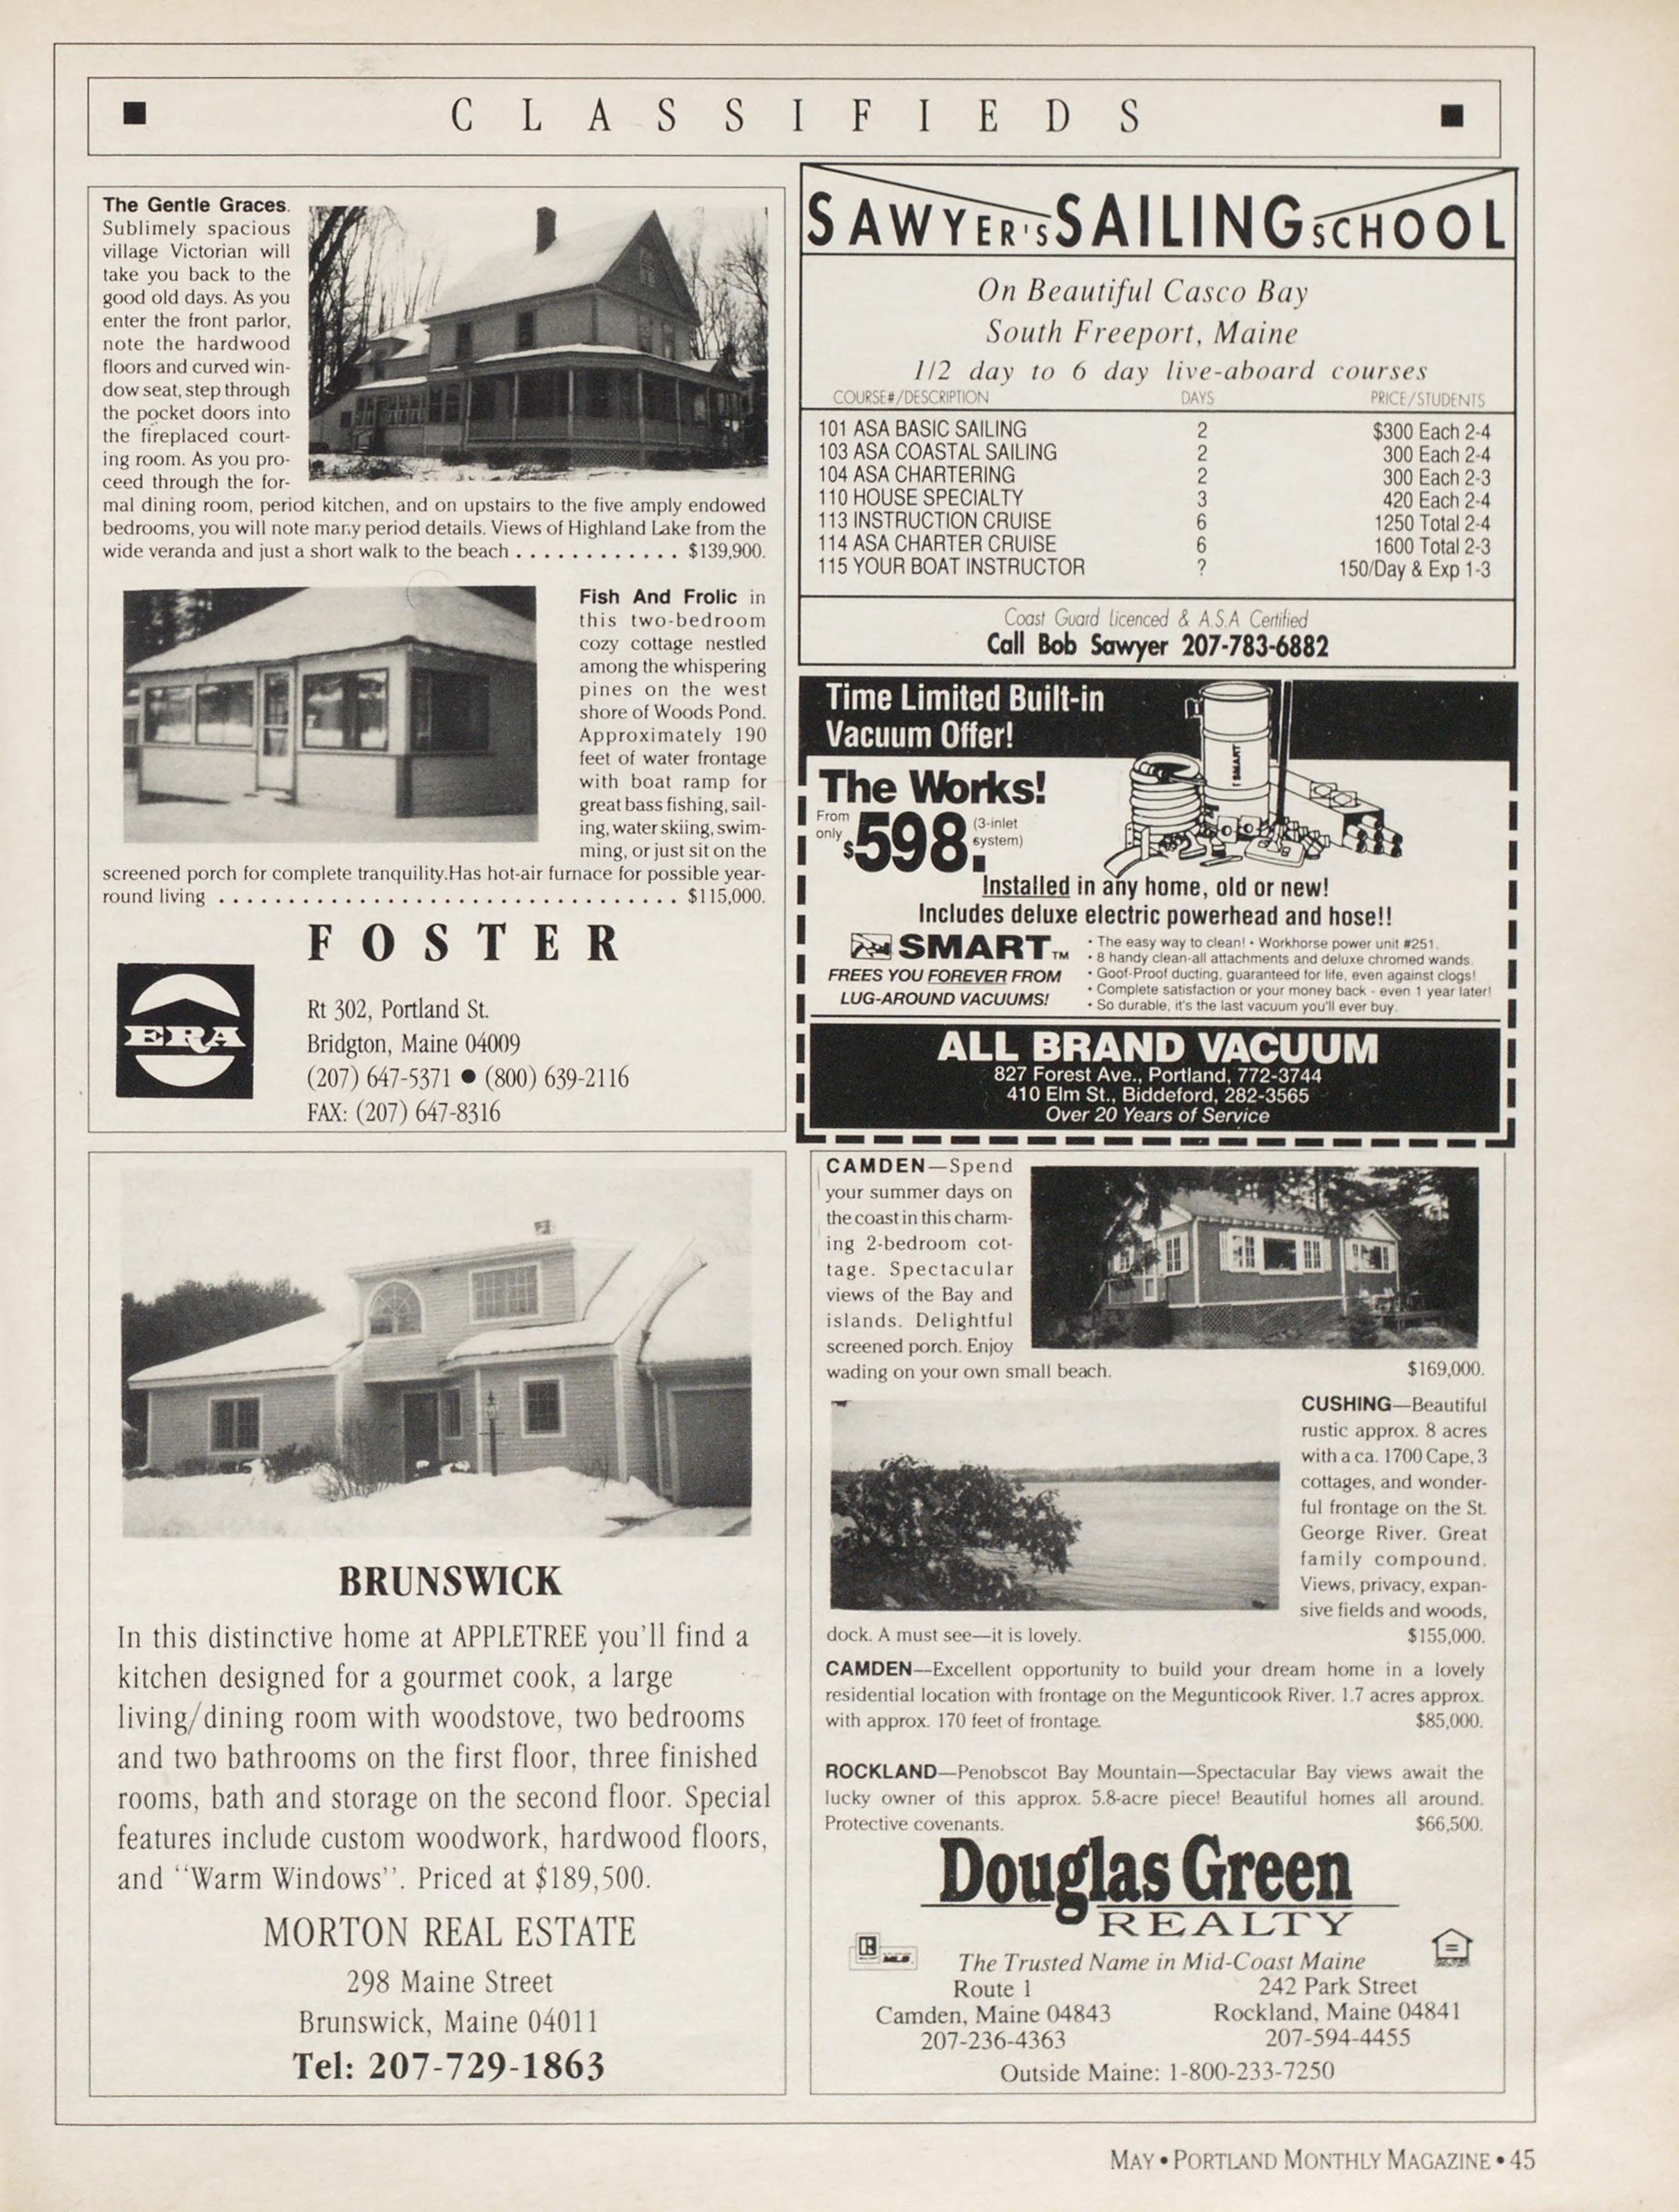 ■ CLASSIFIEDS ■
The Gentle Graces.
Sublimely spacious
village Victorian will
take you back to the
good old days. As you
enter the front parlor,
note the hardwood
floors and curved win-
dow seat, step through
the pocket doors into
the fireplaced court-
ing room. As you pro-
ceed through the for-
mal dining room, period kitchen, and on upstairs to the five amply endowed
bedrooms, you will note many period details. Views of Highland Lake from the
wide veranda and just a short walk to the beach . . . . . . . . . . . . $139,900.
Fish And Frolic in
this two-bedroom
cozy cottage nestled
among the whispering
pines on the west
shore of Woods Pond.
Approximately 190
feet of water frontage
with boat ramp for
great bass fishing, sail-
ing, water skiing, swim-
ming, or just sit on the
screened porch for complete tranquility.Has hot-air furnace for possible year-
round living . . . . . . . . . . . . . . . . . . . . . . . . . . . . . . . . . $115,000.
FOSTER
ERA
Rt 302, Portland St.
Bridgton, Maine 04009
(207) 647-5371 ● (800) 639-2116
FAX: (207) 647-8316
BRUNSWICK
In this distinctive home at APPLETREE you'll find a
kitchen designed for a gourmet cook, a large
living/dining room with woodstove, two bedrooms
and two bathrooms on the first floor, three finished
rooms, bath and storage on the second floor. Special
features include custom woodwork, hardwood floors,
and "Warm Windows". Priced at $189,500.
MORTON REAL ESTATE
298 Maine Street
Brunswick, Maine 04011
Tel: 207-729-1863
SAWYER'S SAILING SCHOOL
On Beautiful Casco Bay
South Freeport, Maine
1/2 day to 6 day live-aboard courses
COURSE#/DESCRIPTION DAYS PRICE/STUDENTS
101 ASA BASIC SAILING 2 $300 Each 2-4
103 ASA COASTAL SAILING 2 300 Each 2-4
104 ASA CHARTERING 2 300 Each 2-3
110 HOUSE SPECIALTY 3 420 Each 2-4
113 INSTRUCTION CRUISE 6 1250 Total 2-4
114 ASA CHARTER CRUISE 6 1600 Total 2-3
115 YOUR BOAT INSTRUCTOR ? 150/Day & Exp 1-3
Coast Guard Licenced & A.S.A Certified
Call Bob Sawyer 207-783-6882
Time Limited Built-in
Vacuum Offer!
SMART
The Works!
From only $598. (3-inlet system)
Installed in any home, old or new!
Includes deluxe electric powerhead and hose!!
SMART™
FREES YOU FOREVER FROM
LUG-AROUND VACUUMS!
• The easy way to clean! • Workhorse power unit #251.
• 8 handy clean-all attachments and deluxe chromed wands.
• Goof-Proof ducting, guaranteed for life, even against clogs!
• Complete satisfaction or your money back - even 1 year later!
• So durable, it's the last vacuum you'll ever buy.
ALL BRAND VACUUM
827 Forest Ave., Portland, 772-3744
410 Elm St., Biddeford, 282-3565
Over 20 Years of Service
CAMDEN—Spend
your summer days on
the coast in this charm-
ing 2-bedroom cot-
tage. Spectacular
views of the Bay and
islands. Delightful
screened porch. Enjoy
wading on your own small beach. $169,000.
CUSHING—Beautiful
rustic approx. 8 acres
with a ca. 1700 Cape, 3
cottages, and wonder-
ful frontage on the St.
George River. Great
family compound.
Views, privacy, expan-
sive fields and woods,
dock. A must see—it is lovely. $155,000.
CAMDEN—Excellent opportunity to build your dream home in a lovely
residential location with frontage on the Megunticook River. 1.7 acres approx.
with approx. 170 feet of frontage. $85,000.
ROCKLAND—Penobscot Bay Mountain—Spectacular Bay views await the
lucky owner of this approx. 5.8-acre piece! Beautiful homes all around.
Protective covenants. $66,500.
Douglas Green
REALTY
R MLS
The Trusted Name in Mid-Coast Maine
Route 1 242 Park Street
Camden, Maine 04843 Rockland, Maine 04841
207-236-4363 207-594-4455
Outside Maine: 1-800-233-7250
MAY • PORTLAND MONTHLY MAGAZINE • 45